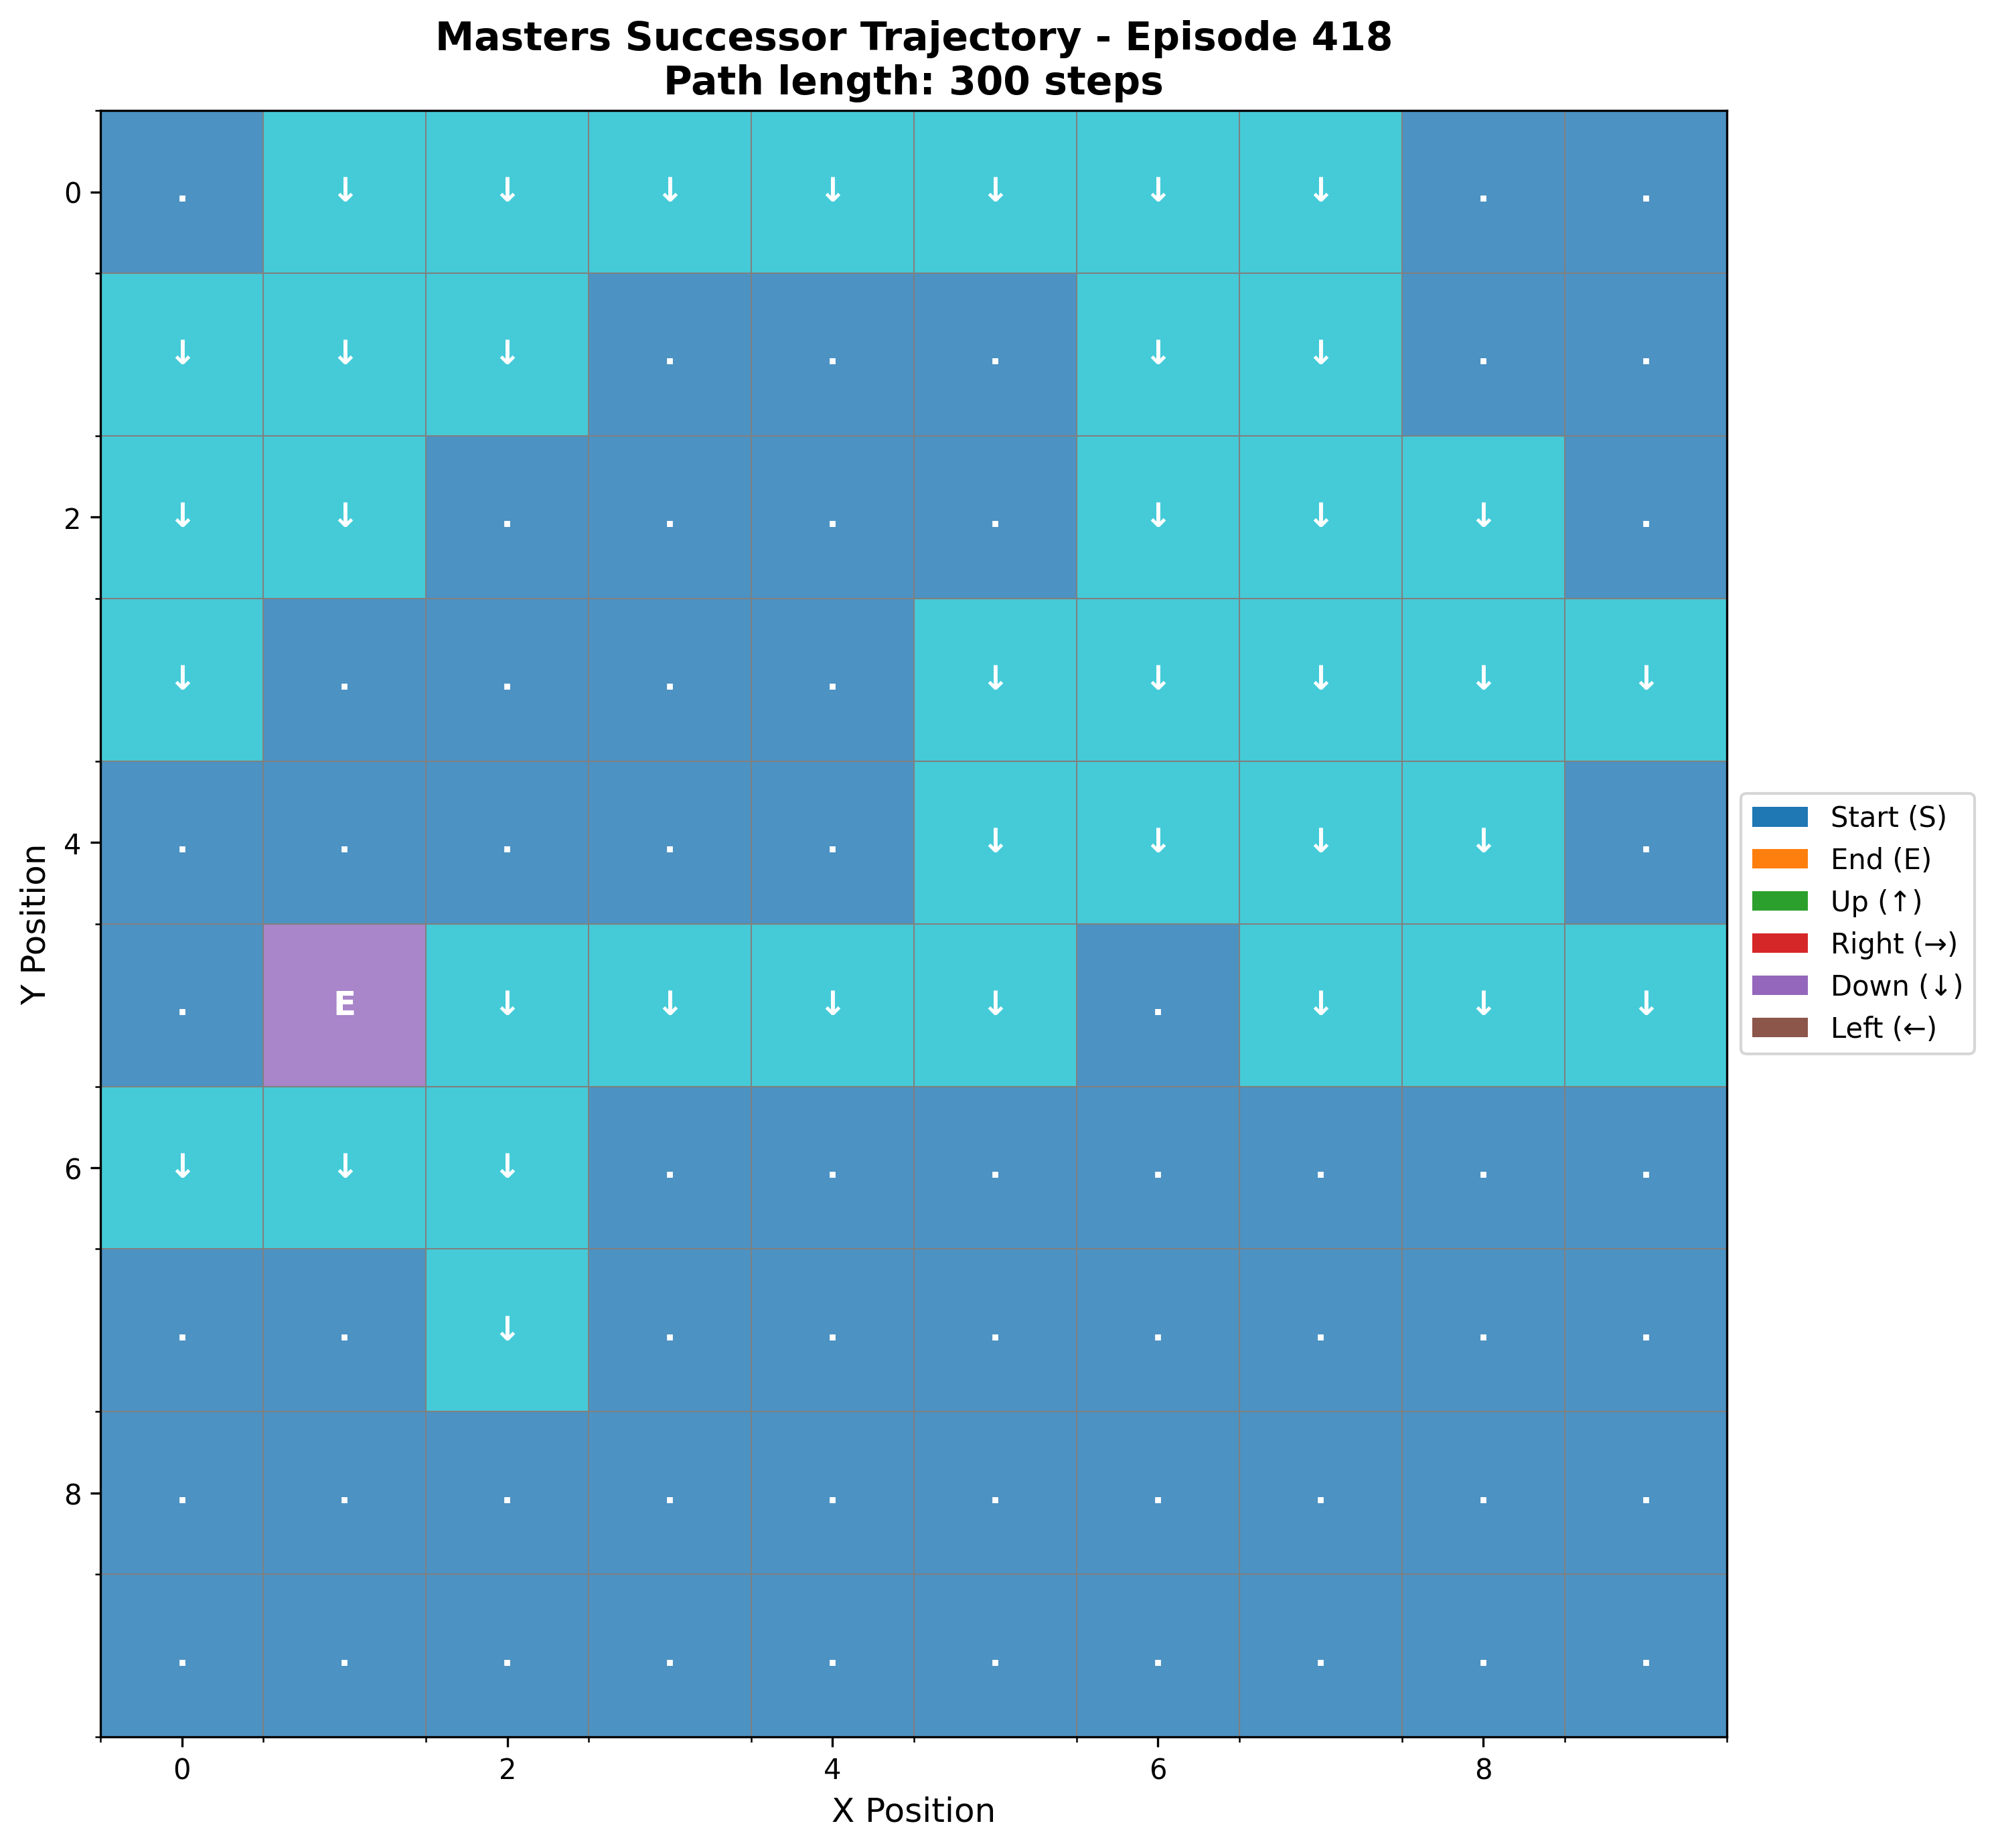 Masters Successor Trajectory - Episode 418
Path length: 300 steps
0 . ↓ ↓ ↓ ↓ ↓ ↓ ↓ . .
↓ ↓ ↓ . . . ↓ ↓ . .
2 ↓ ↓ . . . . ↓ ↓ ↓ .
↓ . . . . ↓ ↓ ↓ ↓ ↓
4 . . . . . ↓ ↓ ↓ ↓ .
. E ↓ ↓ ↓ ↓ . ↓ ↓ ↓
6 ↓ ↓ ↓ . . . . . . .
. . ↓ . . . . . . .
8 . . . . . . . . . .
. . . . . . . . . .
0 2 4 6 8
X Position
Y Position
Start (S)
End (E)
Up (↑)
Right (→)
Down (↓)
Left (←)